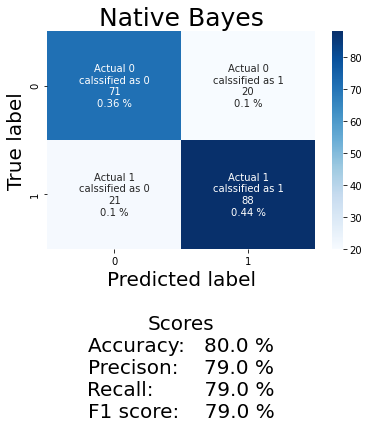 Native Bayes
Actual 0
calssified as 0
71
0.36 %
Actual 0
calssified as 1
20
0.1 %
Actual 1
calssified as 0
21
0.1 %
Actual 1
calssified as 1
88
0.44 %
True label
0
1
0
1
Predicted label
80
70
60
50
40
30
20
Scores
Accuracy: 80.0 %
Precison: 79.0 %
Recall: 79.0 %
F1 score: 79.0 %